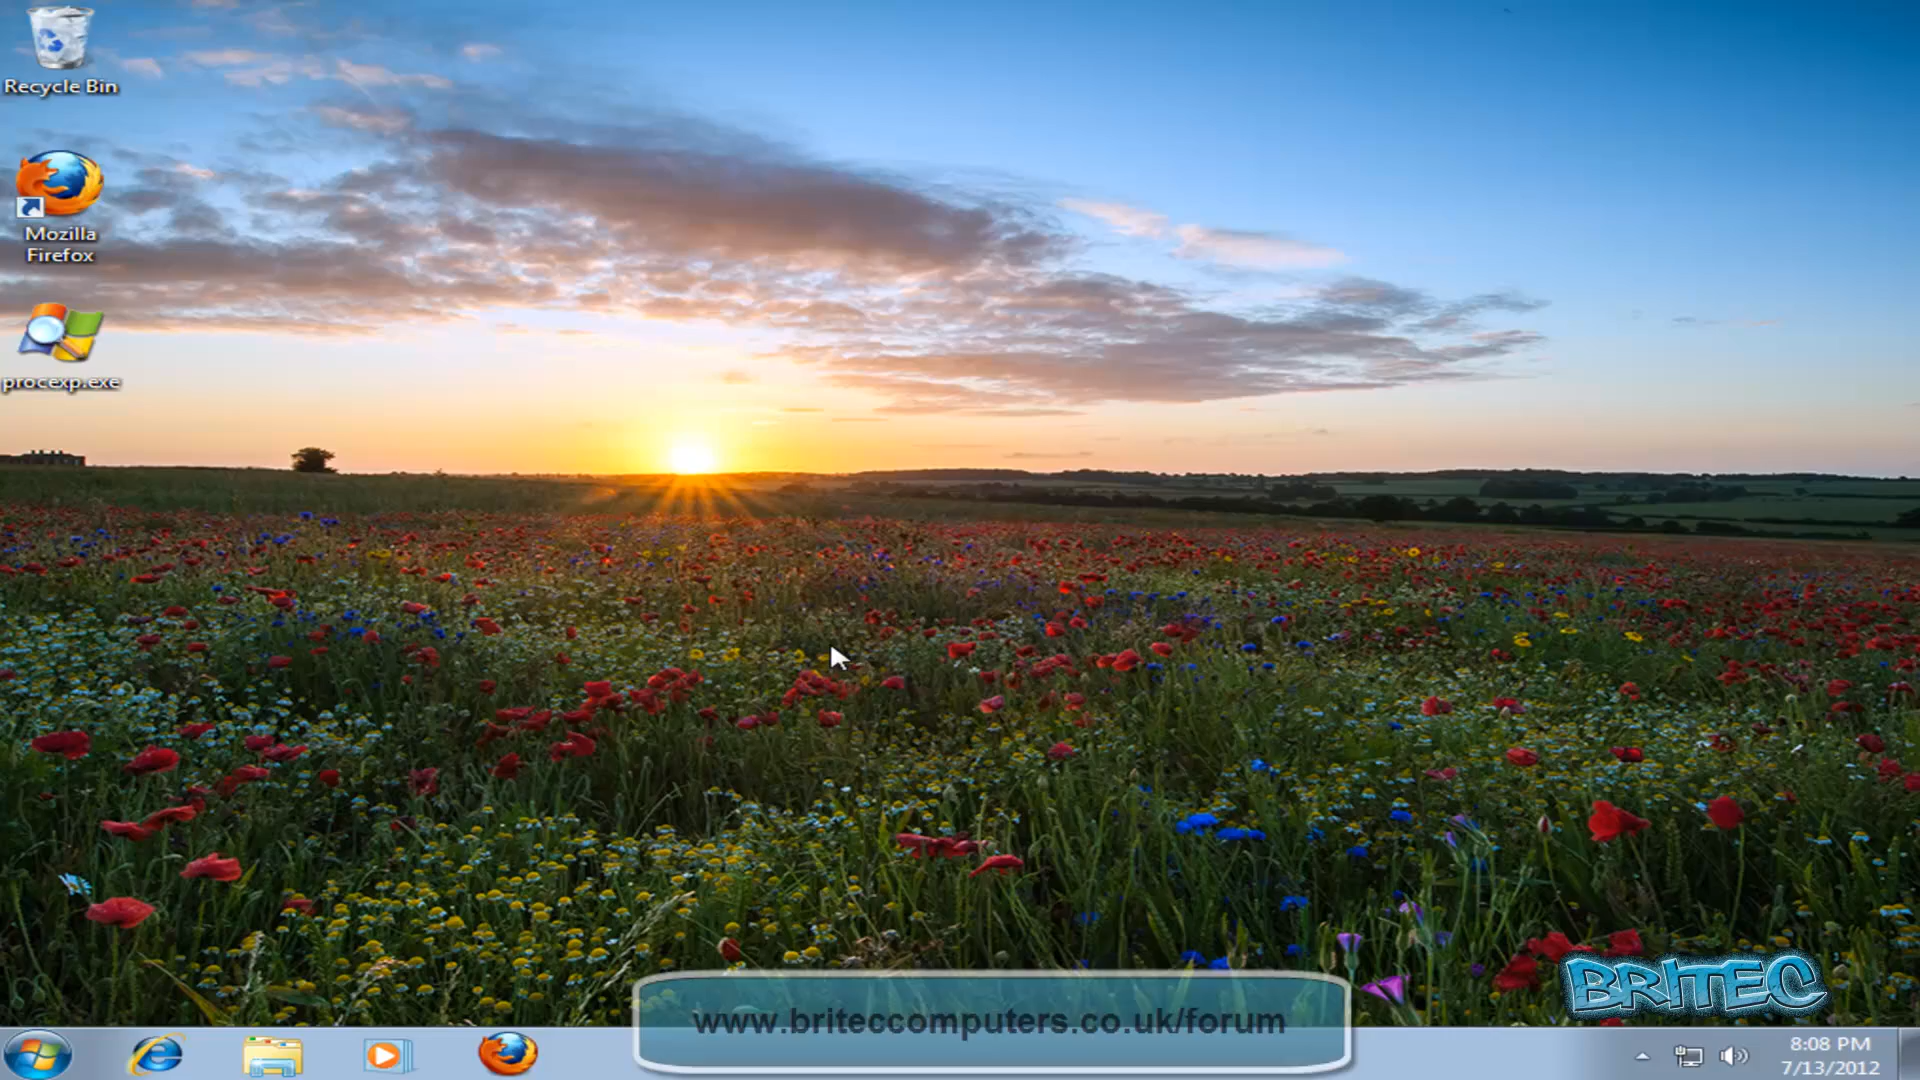 Recycle Bin
Mozilla
Firefox
procexp.exe
BRITEC
www.briteccomputers.co.uk/forum
8:08 PM
7/13/2012